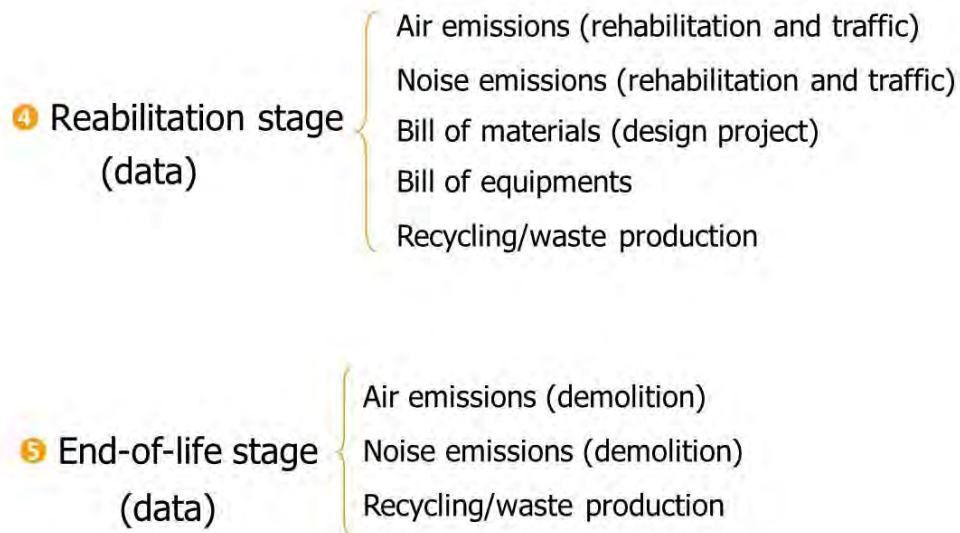 4 Reabilitation stage
(data)
Air emissions (rehabilitation and traffic)
Noise emissions (rehabilitation and traffic)
Bill of materials (design project)
Bill of equipments
Recycling/waste production
5 End-of-life stage
(data)
Air emissions (demolition)
Noise emissions (demolition)
Recycling/waste production